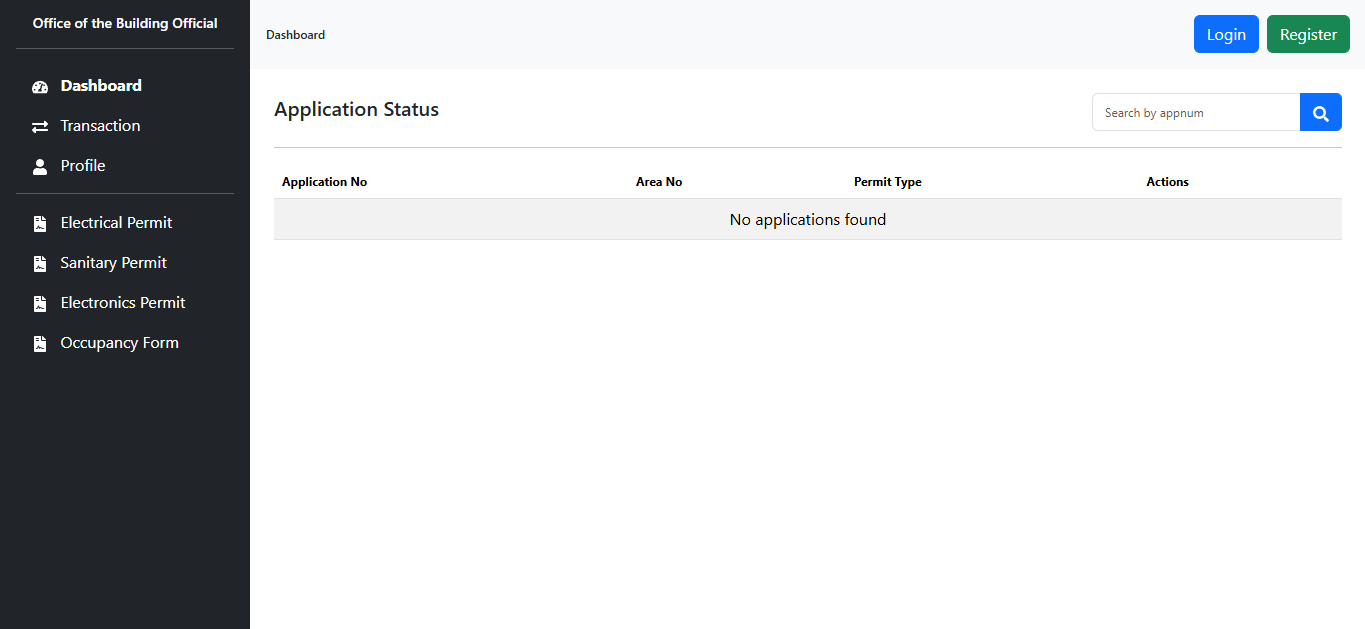 Office of the Building Official
Dashboard
Transaction
Profile
Electrical Permit
Sanitary Permit
Electronics Permit
Occupancy Form
Dashboard
Login
Register
Application Status
Search by appnum
Application No
Area No
Permit Type
Actions
No applications found